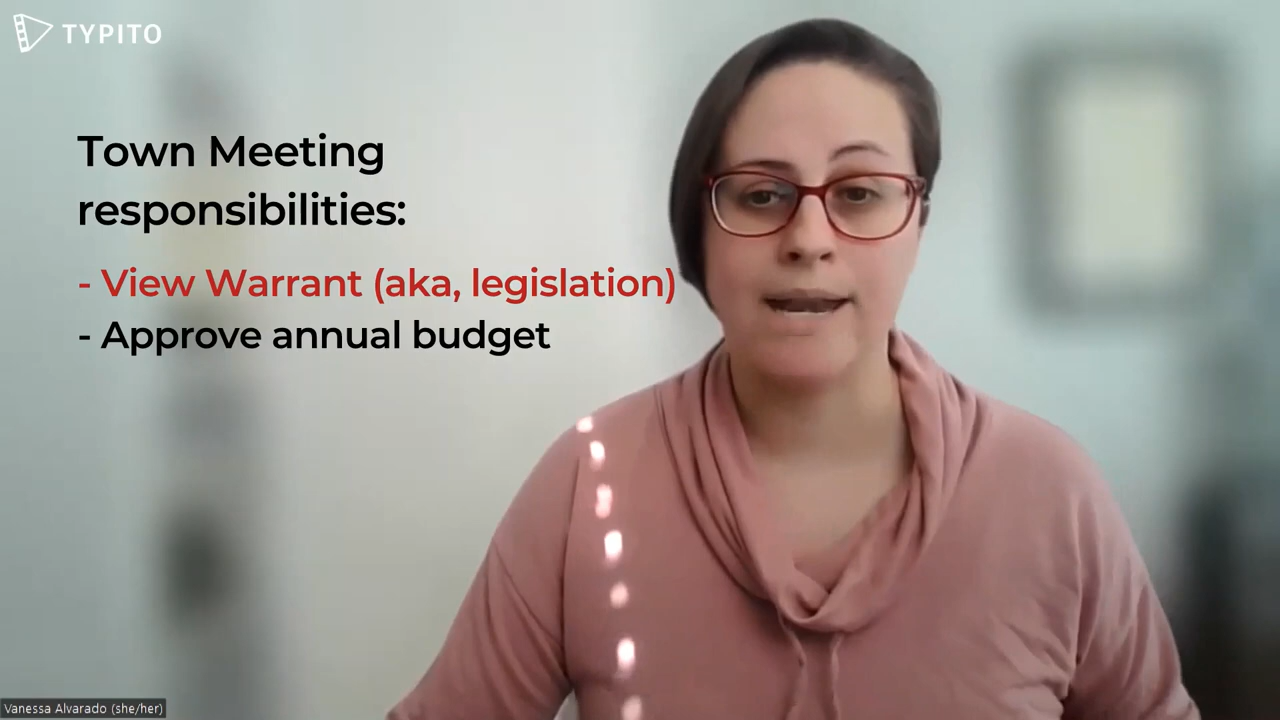 TYPITO
Town Meeting
responsibilities:
- View Warrant (aka, legislation)
- Approve annual budget
Vanessa Alvarado (she/her)